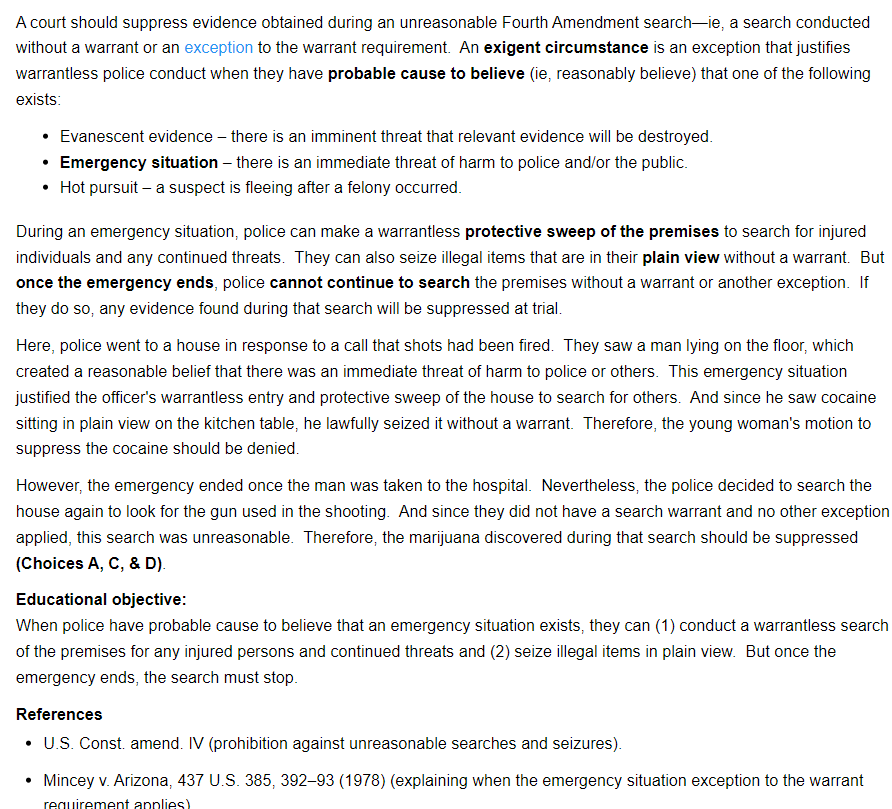 A court should suppress evidence obtained during an unreasonable Fourth Amendment search—ie, a search conducted
without a warrant or an exception to the warrant requirement.  An exigent circumstance is an exception that justifies
warrantless police conduct when they have probable cause to believe (ie, reasonably believe) that one of the following
exists:
• Evanescent evidence – there is an imminent threat that relevant evidence will be destroyed.
• Emergency situation – there is an immediate threat of harm to police and/or the public.
• Hot pursuit – a suspect is fleeing after a felony occurred.
During an emergency situation, police can make a warrantless protective sweep of the premises to search for injured
individuals and any continued threats.  They can also seize illegal items that are in their plain view without a warrant.  But
once the emergency ends, police cannot continue to search the premises without a warrant or another exception.  If
they do so, any evidence found during that search will be suppressed at trial.
Here, police went to a house in response to a call that shots had been fired.  They saw a man lying on the floor, which
created a reasonable belief that there was an immediate threat of harm to police or others.  This emergency situation
justified the officer's warrantless entry and protective sweep of the house to search for others.  And since he saw cocaine
sitting in plain view on the kitchen table, he lawfully seized it without a warrant.  Therefore, the young woman's motion to
suppress the cocaine should be denied.
However, the emergency ended once the man was taken to the hospital.  Nevertheless, the police decided to search the
house again to look for the gun used in the shooting.  And since they did not have a search warrant and no other exception
applied, this search was unreasonable.  Therefore, the marijuana discovered during that search should be suppressed
(Choices A, C, & D).
Educational objective:
When police have probable cause to believe that an emergency situation exists, they can (1) conduct a warrantless search
of the premises for any injured persons and continued threats and (2) seize illegal items in plain view.  But once the
emergency ends, the search must stop.
References
• U.S. Const. amend. IV (prohibition against unreasonable searches and seizures).
• Mincey v. Arizona, 437 U.S. 385, 392–93 (1978) (explaining when the emergency situation exception to the warrant
requirement applies)